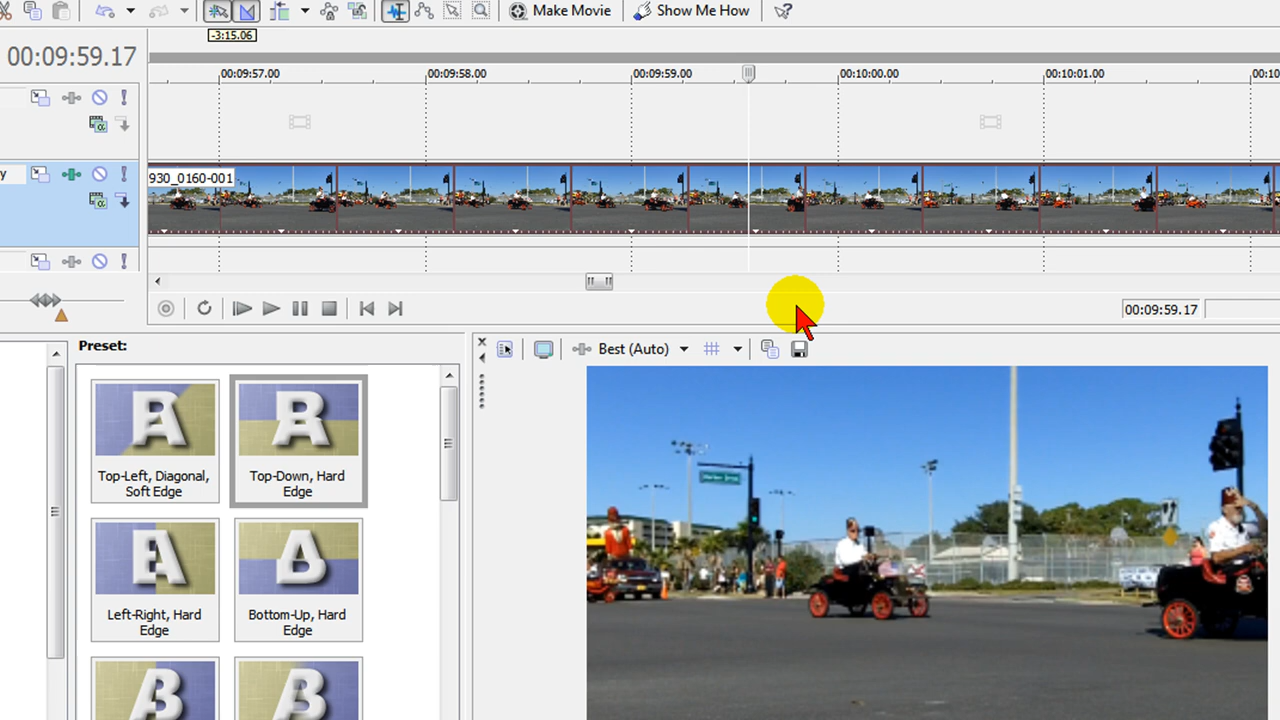 Make Movie
Show Me How
-3:15.06
00:09:59.17
00:09:57.00
00:09:58.00
00:09:59.00
00:10:00.00
00:10:01.00
00:10
y
930_0160-001
00:09:59.17
Preset:
Best (Auto)
Top-Left, Diagonal,
Soft Edge
Top-Down, Hard
Edge
Left-Right, Hard
Edge
Bottom-Up, Hard
Edge